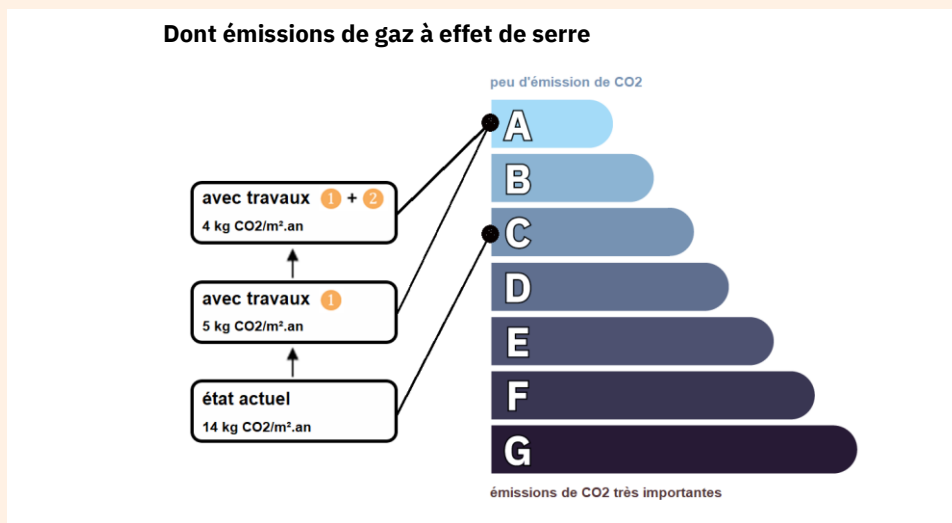 Dont émissions de gaz à effet de serre
peu d'émission de CO2
A
B
avec travaux 1 + 2
4 kg CO2/m².an
C
D
avec travaux 1
5 kg CO2/m².an
E
F
état actuel
14 kg CO2/m².an
G
émissions de CO2 très importantes